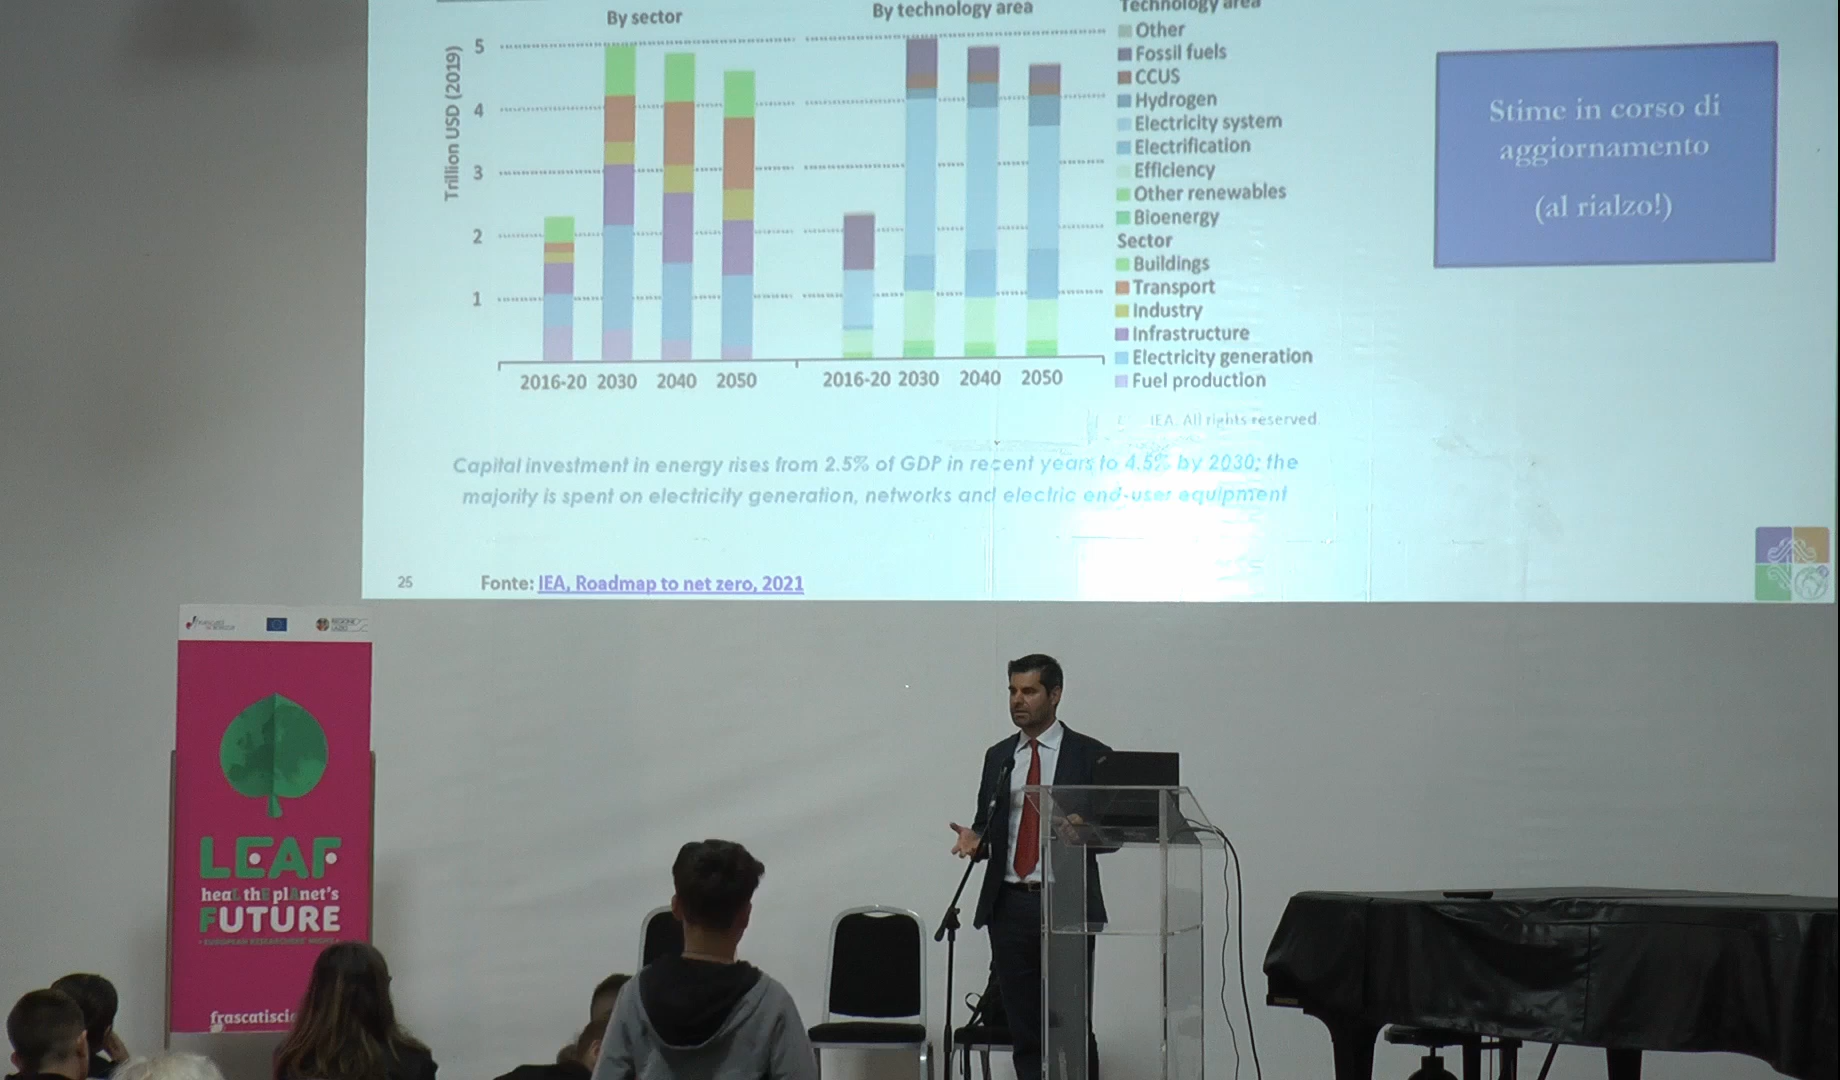 By sector
By technology area
Technology area
Trillion USD (2019)
5
4
3
2
1
2016-20 2030 2040 2050
2016-20 2030 2040 2050
Other
Fossil fuels
CCUS
Hydrogen
Electricity system
Electrification
Efficiency
Other renewables
Bioenergy
Sector
Buildings
Transport
Industry
Infrastructure
Electricity generation
Fuel production
IEA. All rights reserved.
Stime in corso di
aggiornamento
(al rialzo!)
Capital investment in energy rises from 2.5% of GDP in recent years to 4.5% by 2030; the
majority is spent on electricity generation, networks and electric end-user equipment
25
Fonte: IEA, Roadmap to net zero, 2021
REGIONE
LAZIO
LEAF
heaL thE plAnet's
FUTURE
EUROPEAN RESEARCHERS' NIGHT
frascatiscie